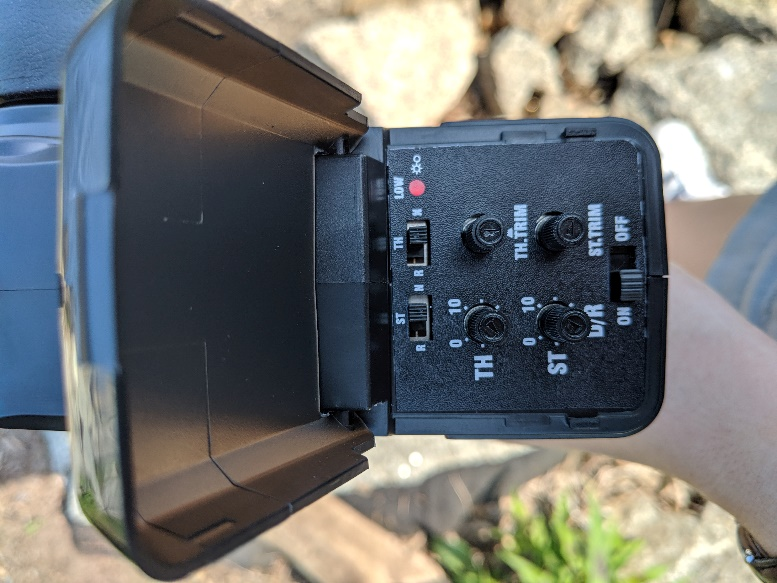 ST TH LOW
R N R N
0 10
TH
TH.TRIM
0 10
ST
D/R ST.TRIM
ON OFF